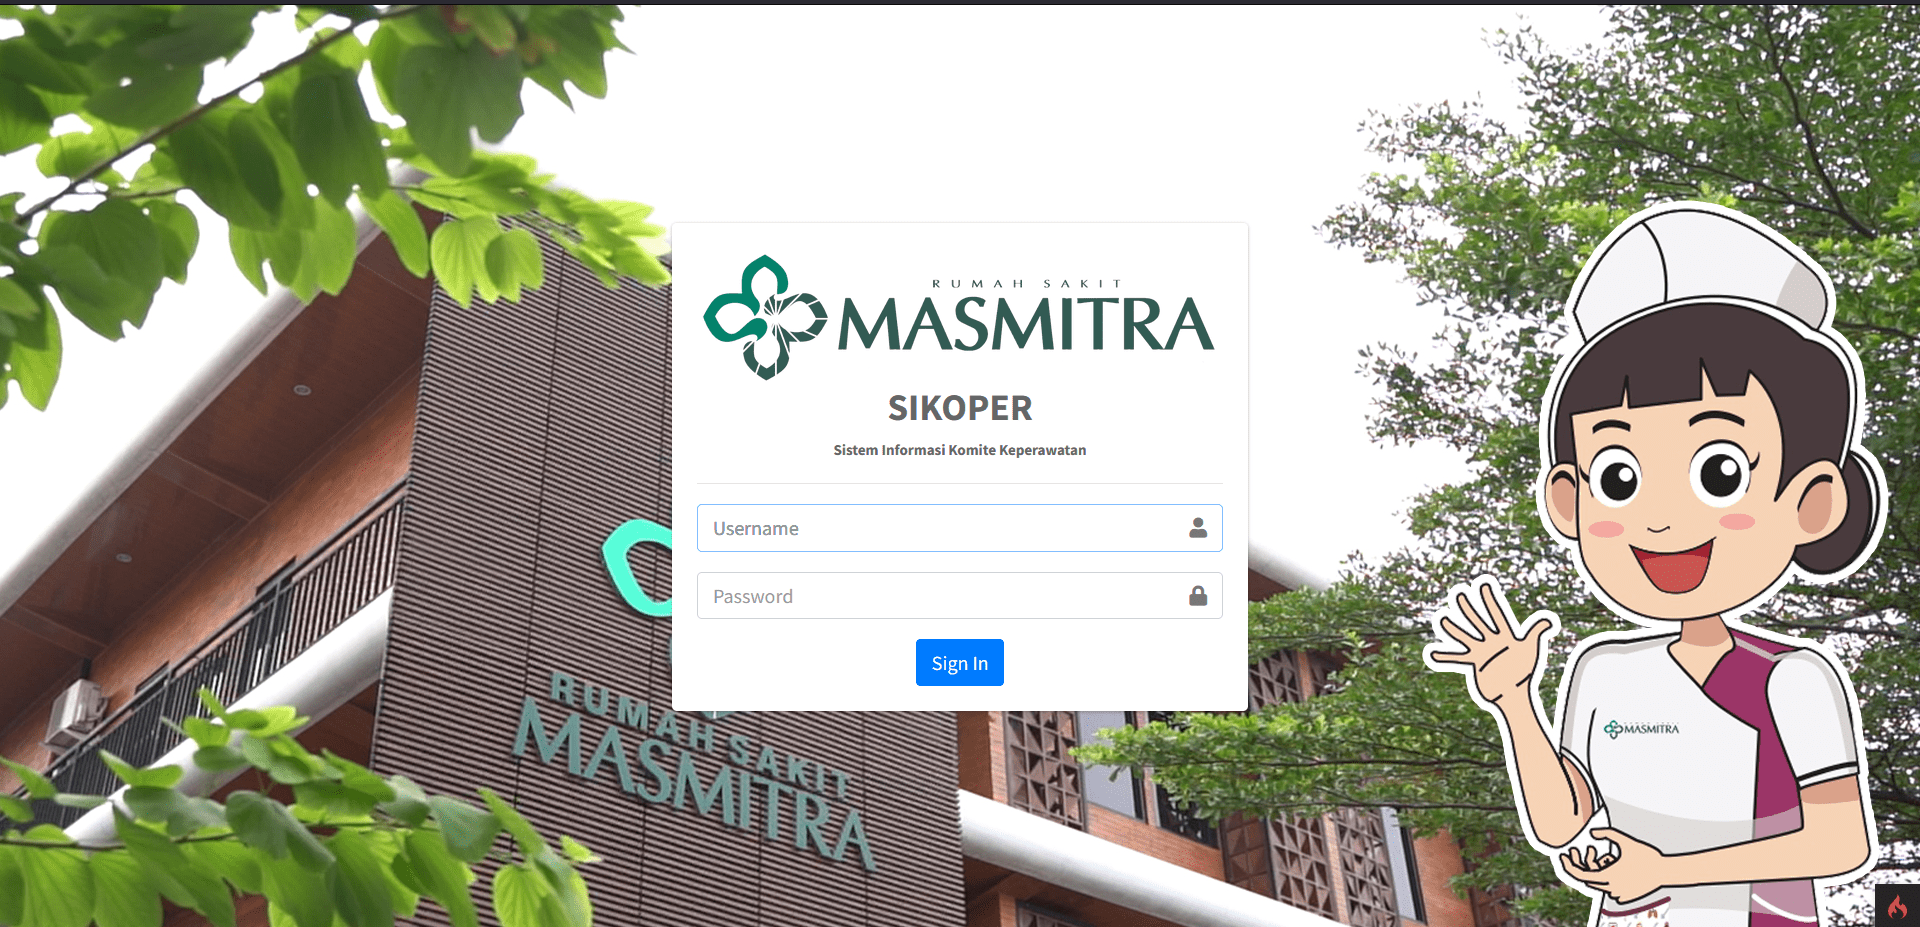 RUMAH SAKIT
MASMITRA
SIKOPER
Sistem Informasi Komite Keperawatan
Username
Password
Sign In
RUMAH SAKIT
MASMITRA
MASMITRA